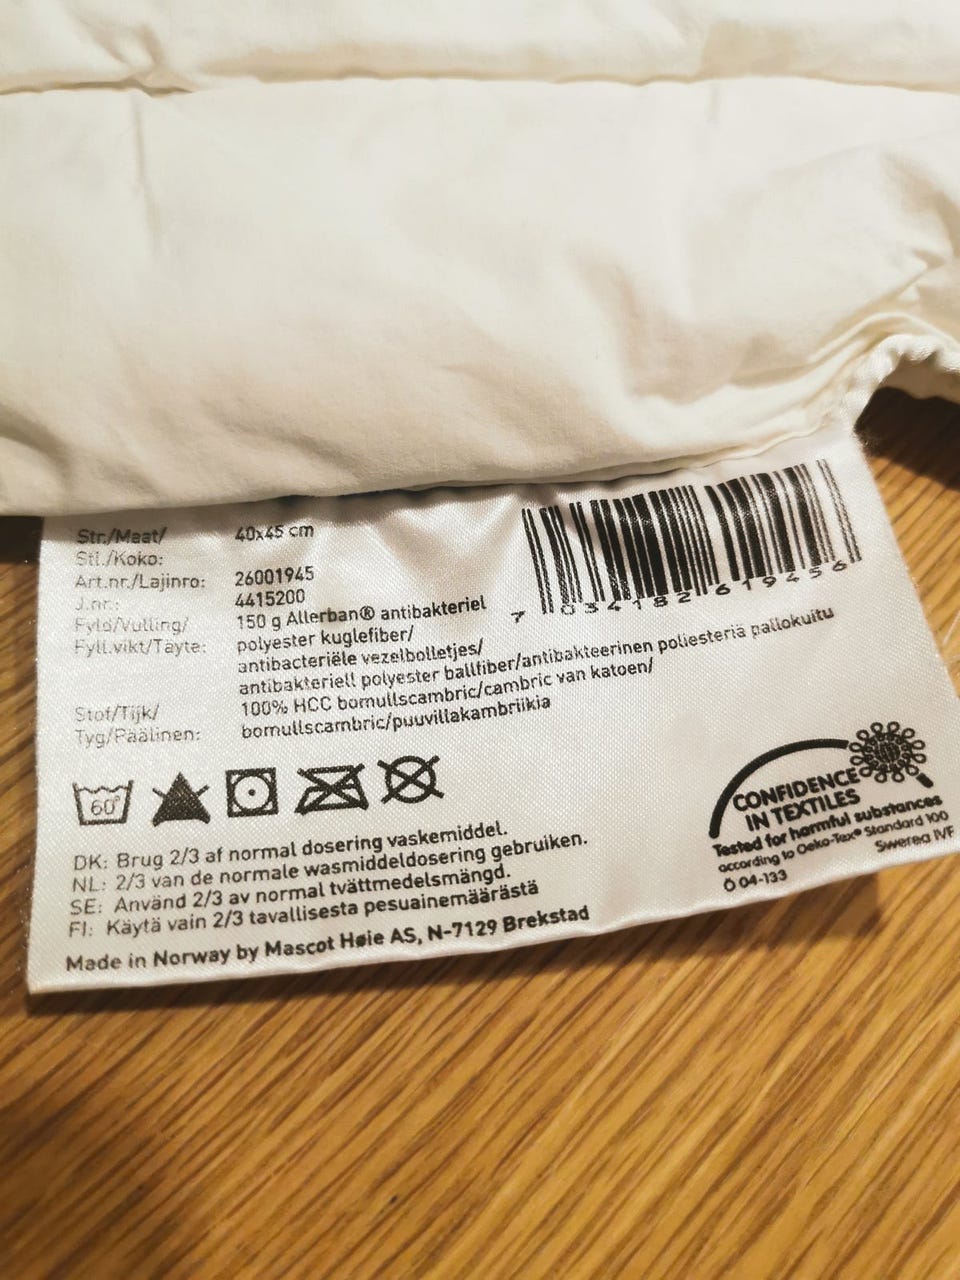 Str./Maat/ 40x45 cm
Stl./Koko:
Art.nr./Lajinro: 26001945
J.nr.: 4415200
Fyld/Vulling/ 150 g Allerban® antibakteriel
Fyll.vikt/Täyte: polyester kuglefiber/
antibacteriële vezelbolletjes/
antibakteriell polyester ballfiber/antibakteerinen poliesteriä pallokuitu
Stof/Tijk/ 100% HCC bomullscambric/cambric van katoen/
Tyg/Päälinen: bomullscambric/puuvillakambriikia
7 034182 619456
60°
DK: Brug 2/3 af normal dosering vaskemiddel.
NL: 2/3 van de normale wasmiddeldosering gebruiken.
SE: Använd 2/3 av normal tvättmedelsmängd.
FI: Käytä vain 2/3 tavallisesta pesuainemäärästä
Made in Norway by Mascot Høie AS, N-7129 Brekstad
CONFIDENCE
IN TEXTILES
Tested for harmful substances
according to Oeko-Tex® Standard 100
Ö 04-133 Swerea IVF